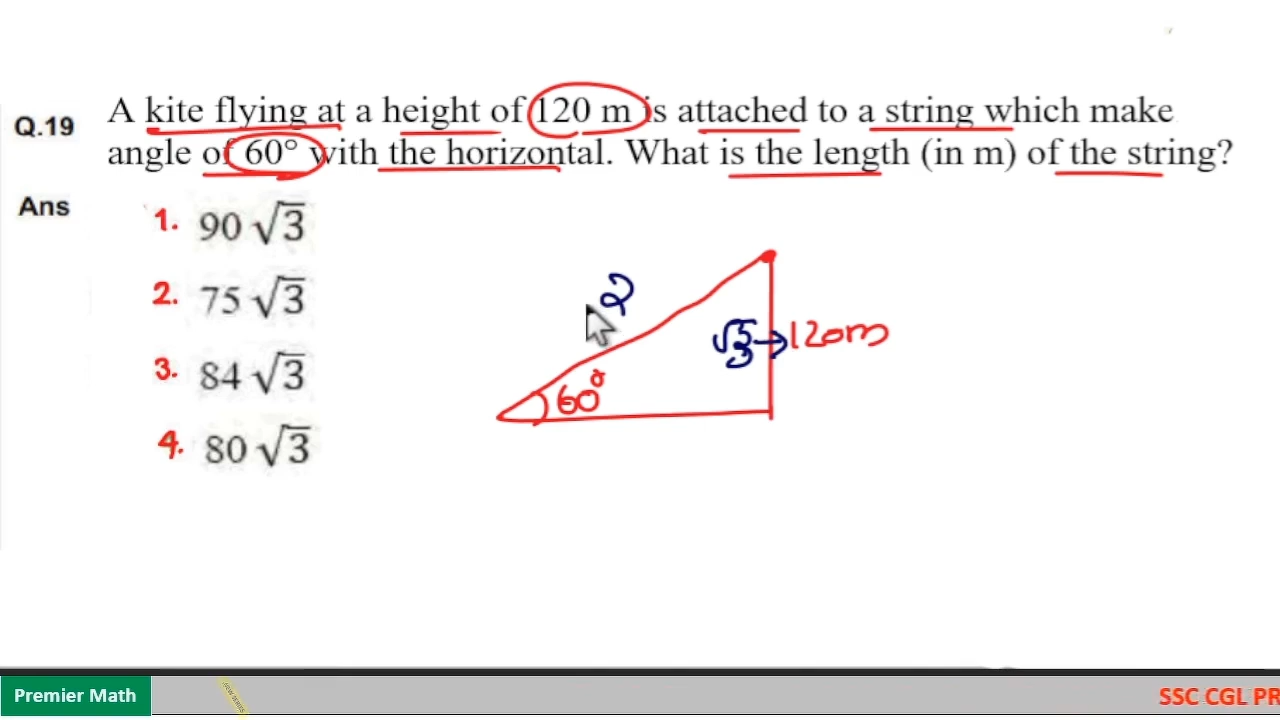 Q.19
A kite flying at a height of 120 m is attached to a string which make
angle of 60° with the horizontal. What is the length (in m) of the string?
Ans
1. 90√3
2. 75√3
3. 84√3
4. 80√3
2
√3
120m
60°
Premier Math
SSC CGL PR